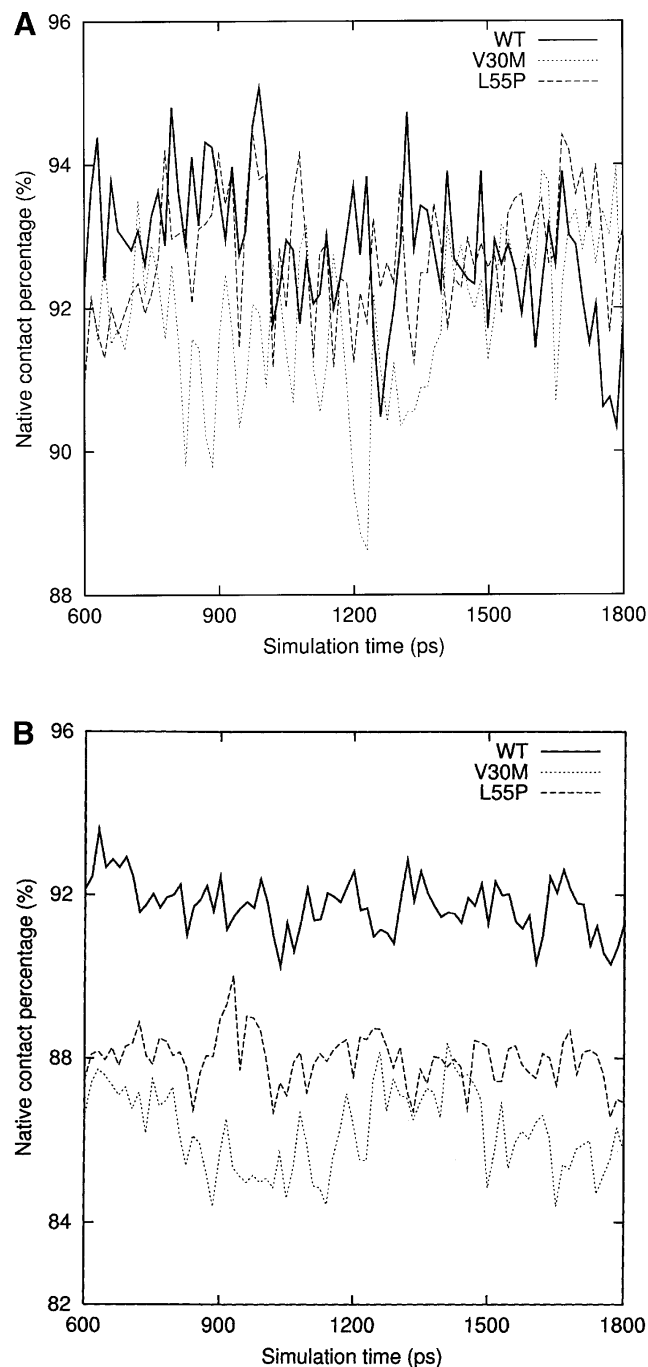 A
96
94
92
90
88
Native contact percentage (%)
WT
V30M
L55P
600 900 1200 1500 1800
Simulation time (ps)
B
96
92
88
84
82
Native contact percentage (%)
WT
V30M
L55P
600 900 1200 1500 1800
Simulation time (ps)